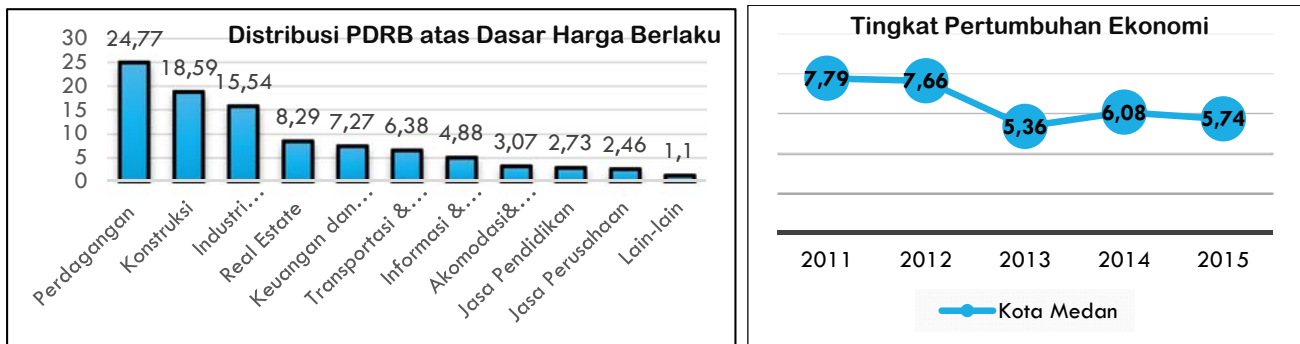 Distribusi PDRB atas Dasar Harga Berlaku
30
25
20
15
10
5
0
24,77
18,59
15,54
8,29
7,27
6,38
4,88
3,07
2,73
2,46
1,1
Perdagangan
Konstruksi
Industri...
Real Estate
Keuangan dan...
Transportasi &...
Informasi &...
Akomodasi&...
Jasa Pendidikan
Jasa Perusahaan
Lain-lain
Tingkat Pertumbuhan Ekonomi
7,79
7,66
5,36
6,08
5,74
2011
2012
2013
2014
2015
Kota Medan